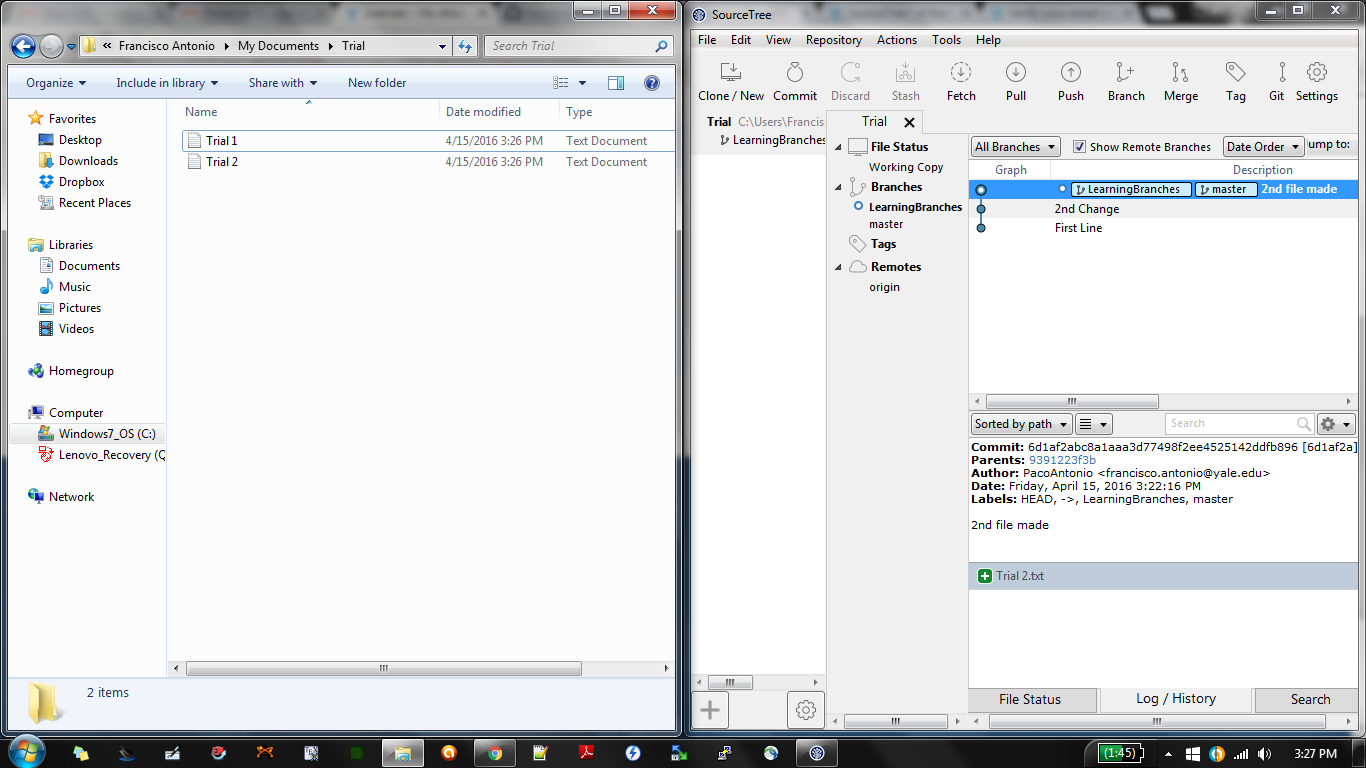 « Francisco Antonio My Documents Trial
Search Trial
Organize Include in library Share with New folder
Name Date modified Type
Trial 1 4/15/2016 3:26 PM Text Document
Trial 2 4/15/2016 3:26 PM Text Document
Favorites
Desktop
Downloads
Dropbox
Recent Places
Libraries
Documents
Music
Pictures
Videos
Homegroup
Computer
Windows7_OS (C:)
Lenovo_Recovery (Q
Network
2 items
SourceTree
File Edit View Repository Actions Tools Help
Clone / New Commit Discard Stash Fetch Pull Push Branch Merge Tag Git Settings
Trial C:\Users\Francis
LearningBranches
Trial
File Status
Working Copy
Branches
LearningBranches
master
Tags
Remotes
origin
All Branches Show Remote Branches Date Order ump to:
Graph Description
LearningBranches master 2nd file made
2nd Change
First Line
Sorted by path Search
Commit: 6d1af2abc8a1aaa3d77498f2ee4525142ddfb896 [6d1af2a]
Parents: 9391223f3b
Author: PacoAntonio <francisco.antonio@yale.edu>
Date: Friday, April 15, 2016 3:22:16 PM
Labels: HEAD, ->, LearningBranches, master
2nd file made
Trial 2.txt
File Status Log / History Search
(1:45) 3:27 PM